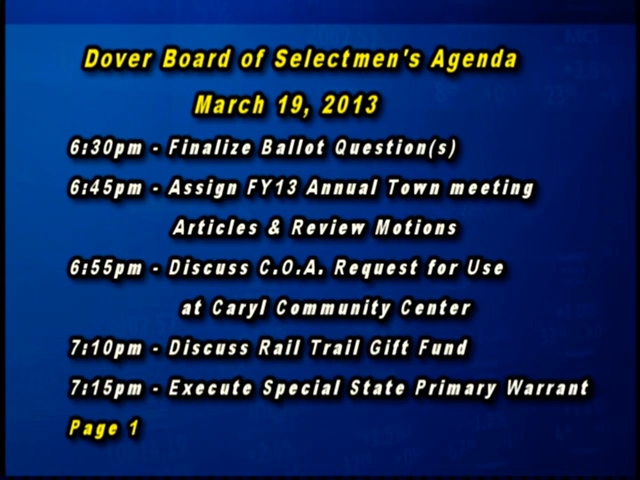 Dover Board of Selectmen's Agenda
March 19, 2013
6:30pm - Finalize Ballot Question(s)
6:45pm - Assign FY13 Annual Town meeting
Articles & Review Motions
6:55pm - Discuss C.O.A. Request for Use
at Caryl Community Center
7:10pm - Discuss Rail Trail Gift Fund
7:15pm - Execute Special State Primary Warrant
Page 1